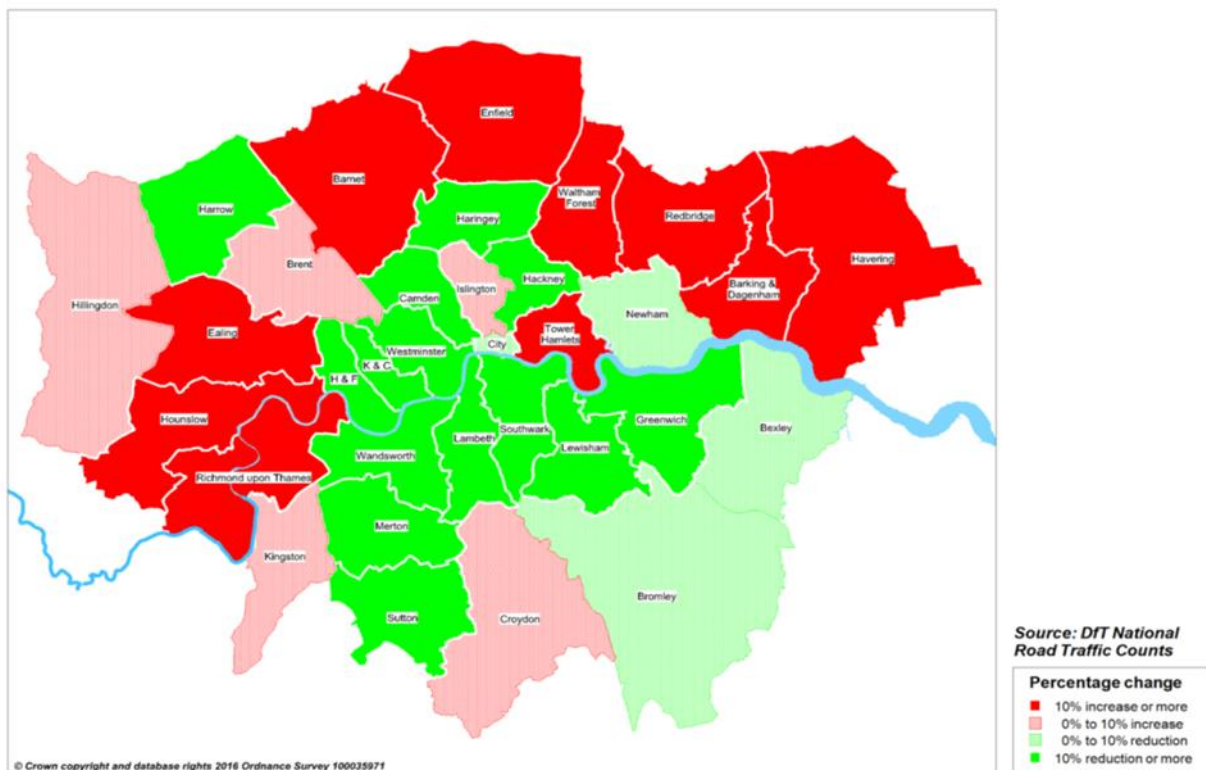 Enfield
Barnet
Waltham
Forest
Harrow
Haringey
Redbridge
Havering
Brent
Hackney
Islington
Barking &
Dagenham
Hillingdon
Camden
Newham
Ealing
Tower
Hamlets
City
Westminster
K & C
H & F
Hounslow
Greenwich
Bexley
Southwark
Lambeth
Lewisham
Wandsworth
Richmond upon Thames
Merton
Kingston
Bromley
Sutton
Croydon
Source: DfT National
Road Traffic Counts
Percentage change
10% increase or more
0% to 10% increase
0% to 10% reduction
10% reduction or more
© Crown copyright and database rights 2016 Ordnance Survey 100035971